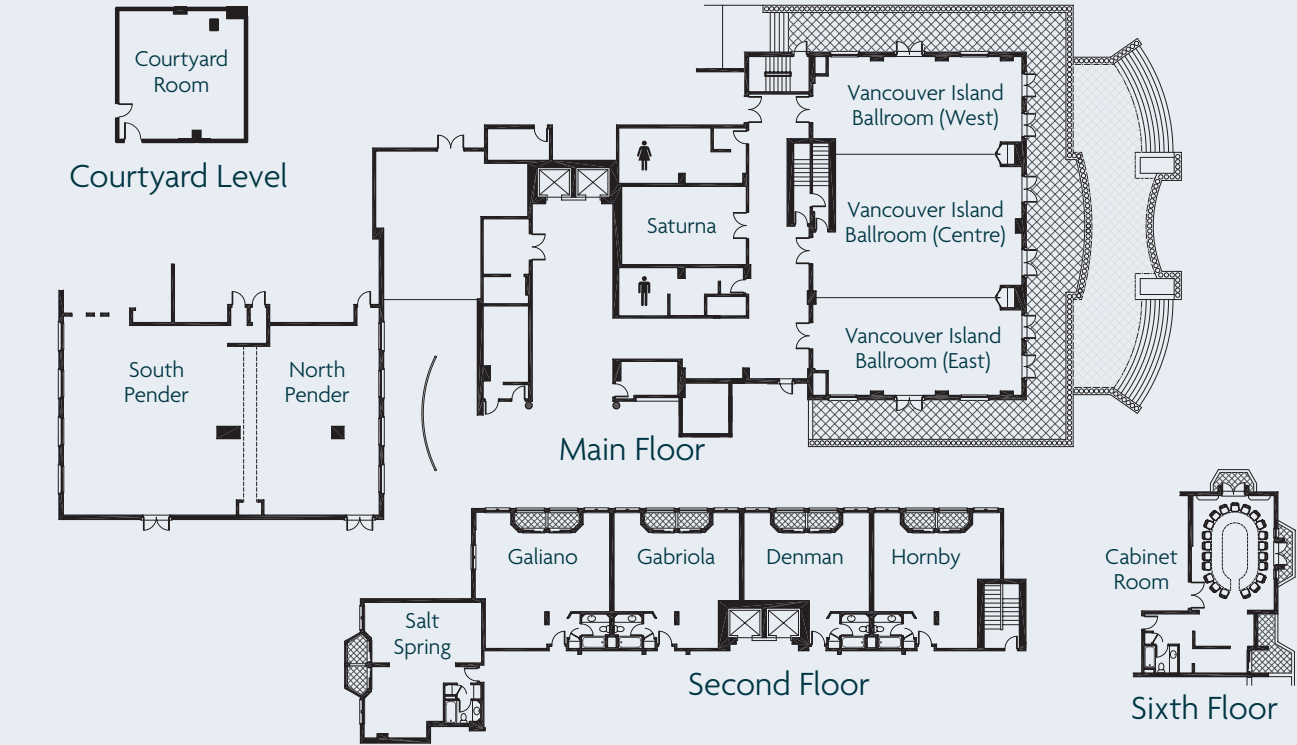 Courtyard
Room
Courtyard Level
Vancouver Island
Ballroom (West)
Saturna
Vancouver Island
Ballroom (Centre)
Vancouver Island
Ballroom (East)
South
Pender
North
Pender
Main Floor
Galiano
Gabriola
Denman
Hornby
Salt
Spring
Second Floor
Cabinet
Room
Sixth Floor